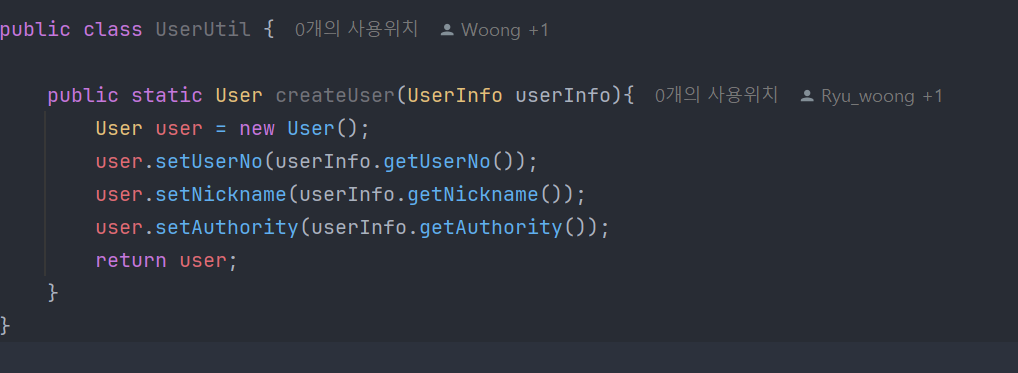 public class UserUtil { 0개의 사용위치 Woong +1
public static User createUser(UserInfo userInfo){ 0개의 사용위치 Ryu_woong +1
User user = new User();
user.setUserNo(userInfo.getUserNo());
user.setNickname(userInfo.getNickname());
user.setAuthority(userInfo.getAuthority());
return user;
}
}